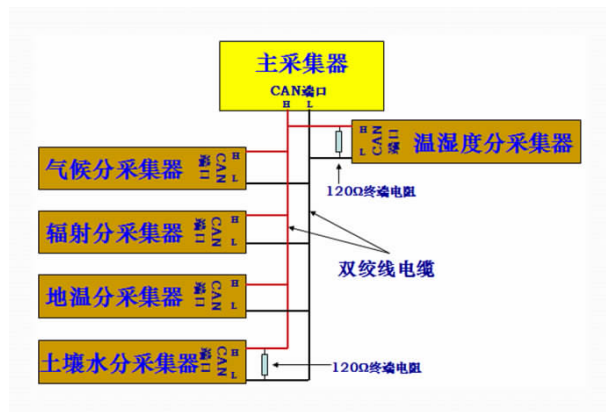 主采集器
CAN端口
H L
H
CAN端口
L
温湿度分采集器
120Ω终端电阻
气候分采集器
CAN端口
H
L
辐射分采集器
CAN端口
H
L
双绞线电缆
地温分采集器
CAN端口
H
L
土壤水分采集器
CAN端口
H
L
120Ω终端电阻